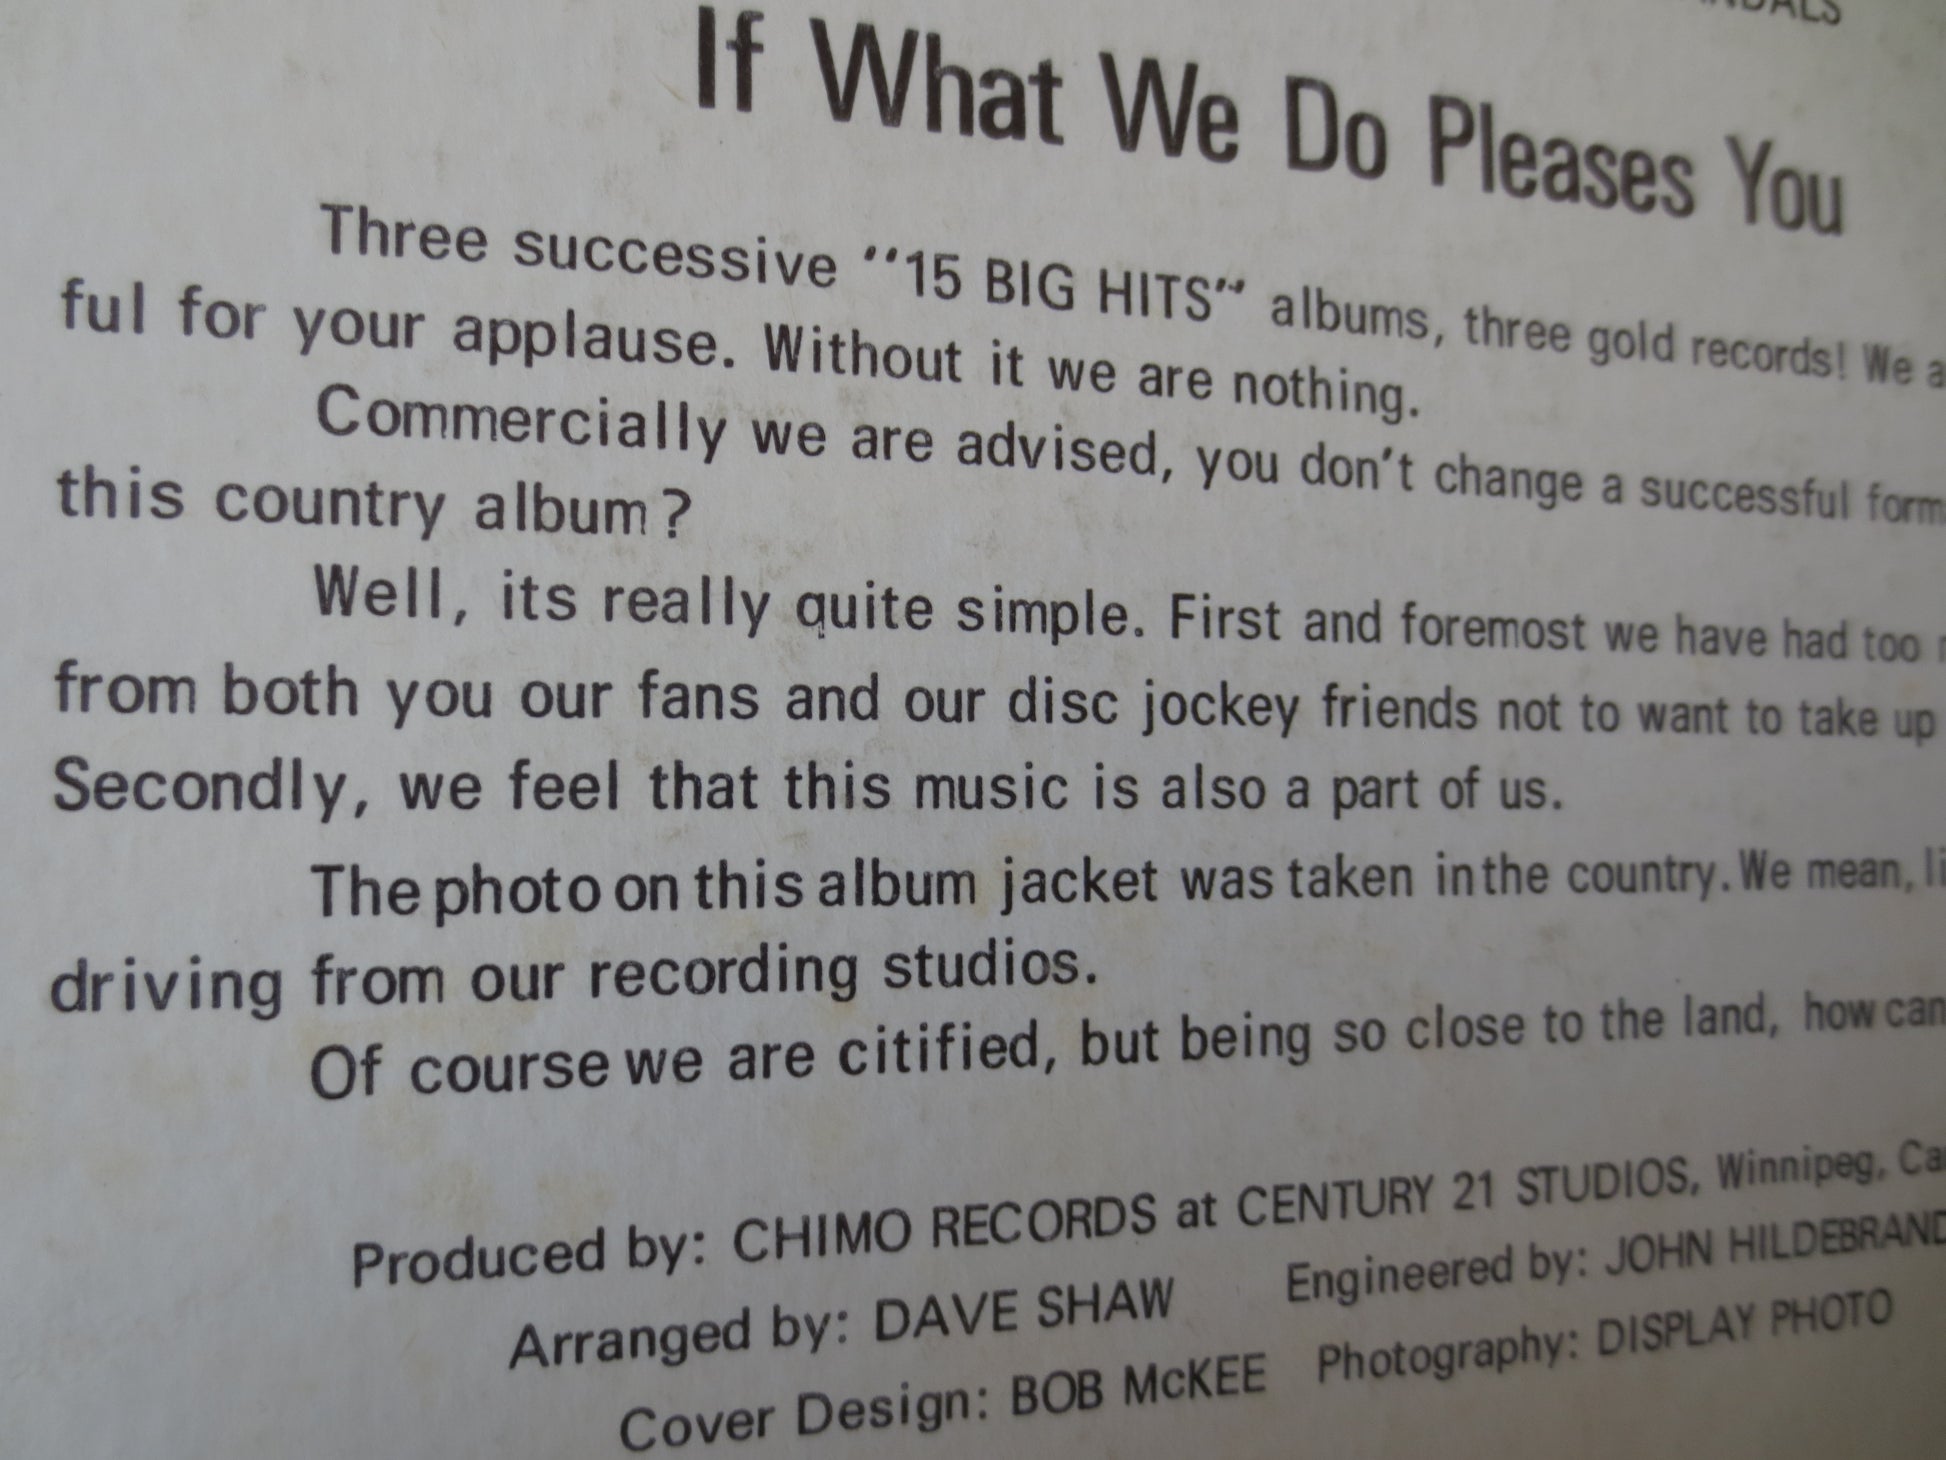 If What We Do Pleases You
Three successive "15 BIG HITS" albums, three gold records! We
ful for your applause. Without it we are nothing.
Commercially we are advised, you don't change a successful
this country album?
Well, its really quite simple. First and foremost we have had too
from both you our fans and our disc jockey friends not to want to take up
Secondly, we feel that this music is also a part of us.
The photo on this album jacket was taken in the country. We mean,
driving from our recording studios.
Of course we are citified, but being so close to the land, how can
Produced by: CHIMO RECORDS at CENTURY 21 STUDIOS, Winnipeg,
Arranged by: DAVE SHAW Engineered by: JOHN HILDEBRAND
Cover Design: BOB McKEE Photography: DISPLAY PHOTO